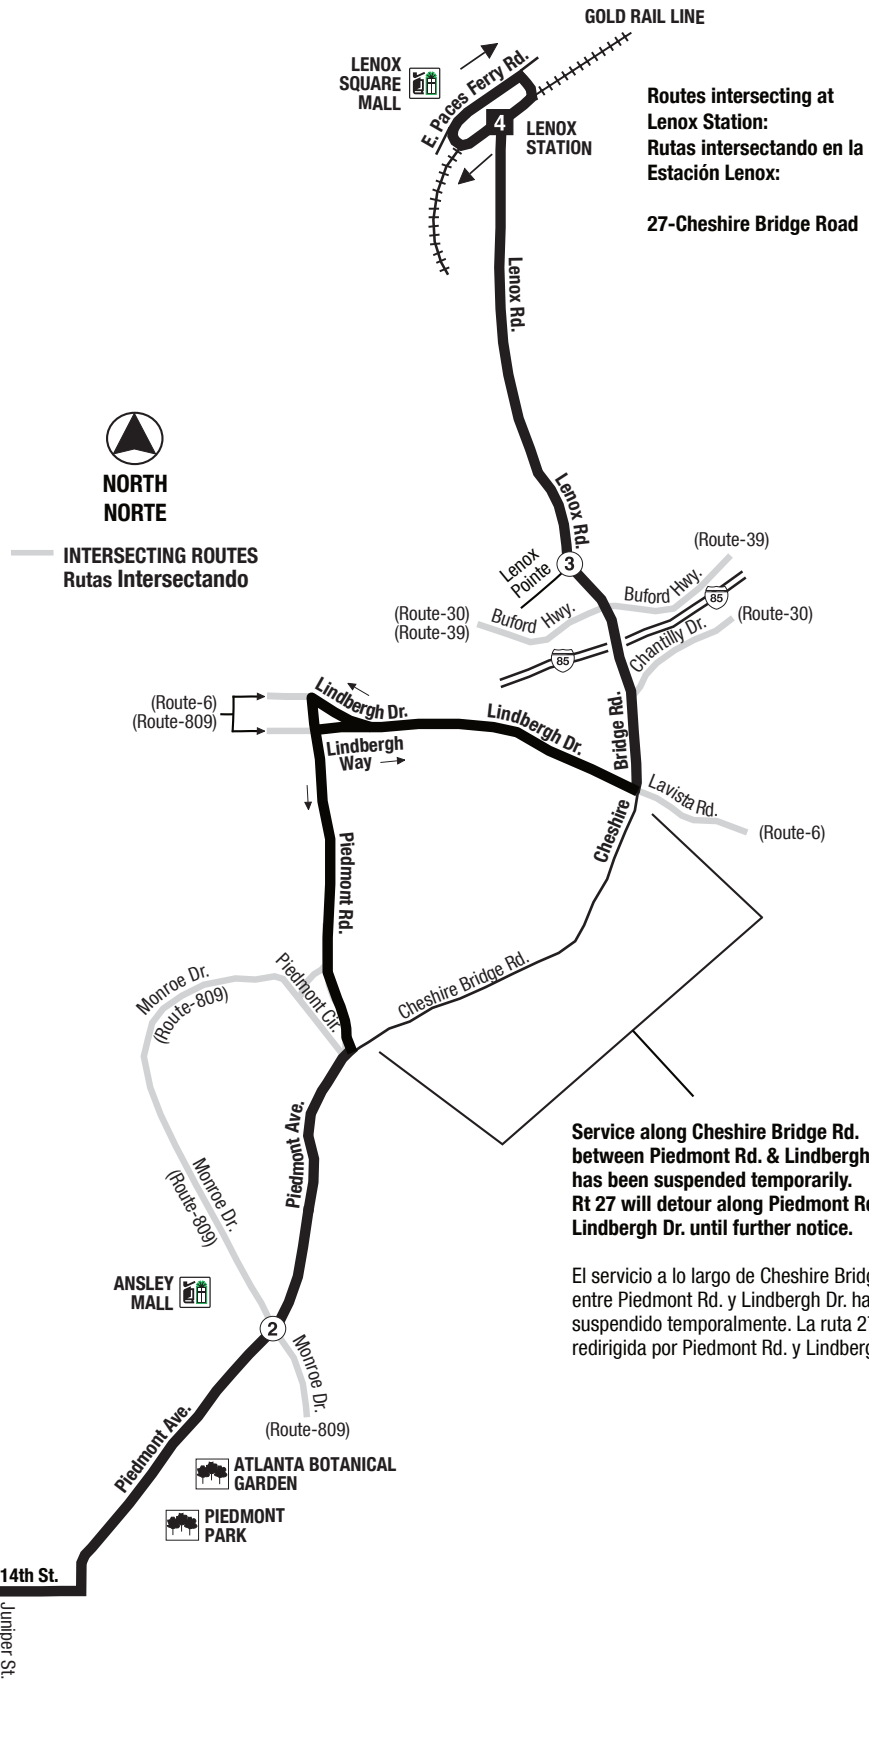 GOLD RAIL LINE
LENOX
SQUARE
MALL
E. Paces Ferry Rd.
4
LENOX
STATION
Routes intersecting at
Lenox Station:
Rutas intersectando en la
Estación Lenox:
27-Cheshire Bridge Road
Lenox Rd.
NORTH
NORTE
INTERSECTING ROUTES
Rutas Intersectando
Lenox Rd.
3
Lenox
Pointe
(Route-39)
Buford Hwy.
85
(Route-30)
(Route-30)
(Route-39)
Buford Hwy.
Chantilly Dr.
85
(Route-6)
(Route-809)
Lindbergh Dr.
Lindbergh Dr.
Lindbergh
Way
Bridge Rd.
Lavista Rd.
(Route-6)
Cheshire
Piedmont Rd.
Monroe Dr.
(Route-809)
Piedmont Cir.
Cheshire Bridge Rd.
Piedmont Ave.
Service along Cheshire Bridge Rd.
between Piedmont Rd. & Lindbergh
has been suspended temporarily.
Rt 27 will detour along Piedmont
Lindbergh Dr. until further notice.
Monroe Dr.
(Route-809)
El servicio a lo largo de Cheshire
entre Piedmont Rd. y Lindbergh Dr. ha
suspendido temporalmente. La ruta
redirigida por Piedmont Rd. y
ANSLEY
MALL
2
Monroe Dr.
(Route-809)
Piedmont Ave.
ATLANTA BOTANICAL
GARDEN
PIEDMONT
PARK
14th St.
Juniper St.